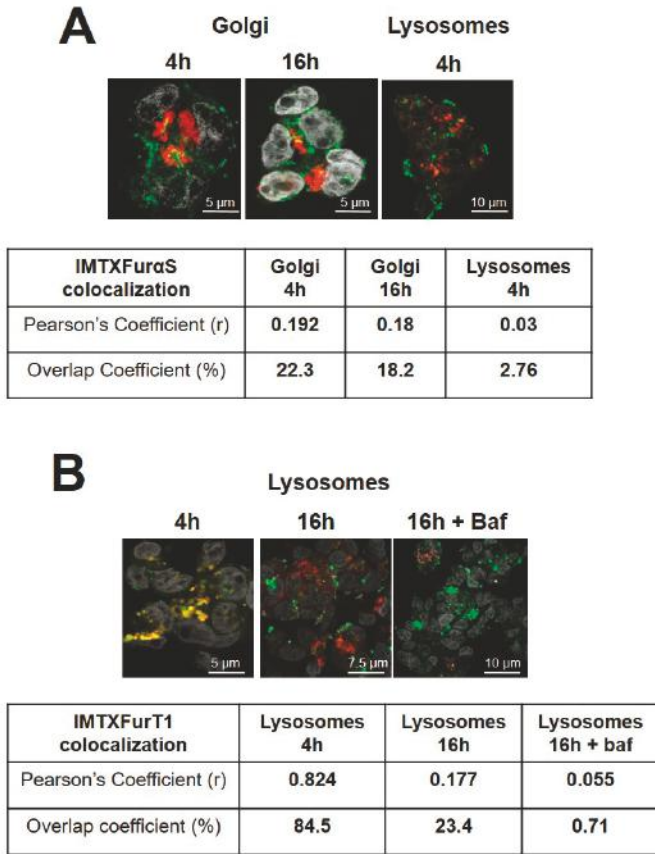 A
Golgi
Lysosomes
4h
16h
4h
5 μm
5 μm
10 μm
IMTXFurαS colocalization
Golgi 4h
Golgi 16h
Lysosomes 4h
Pearson's Coefficient (r)
0.192
0.18
0.03
Overlap Coefficient (%)
22.3
18.2
2.76
B
Lysosomes
4h
16h
16h + Baf
5 μm
7.5 μm
10 μm
IMTXFurT1 colocalization
Lysosomes 4h
Lysosomes 16h
Lysosomes 16h + baf
Pearson's Coefficient (r)
0.824
0.177
0.055
Overlap coefficient (%)
84.5
23.4
0.71